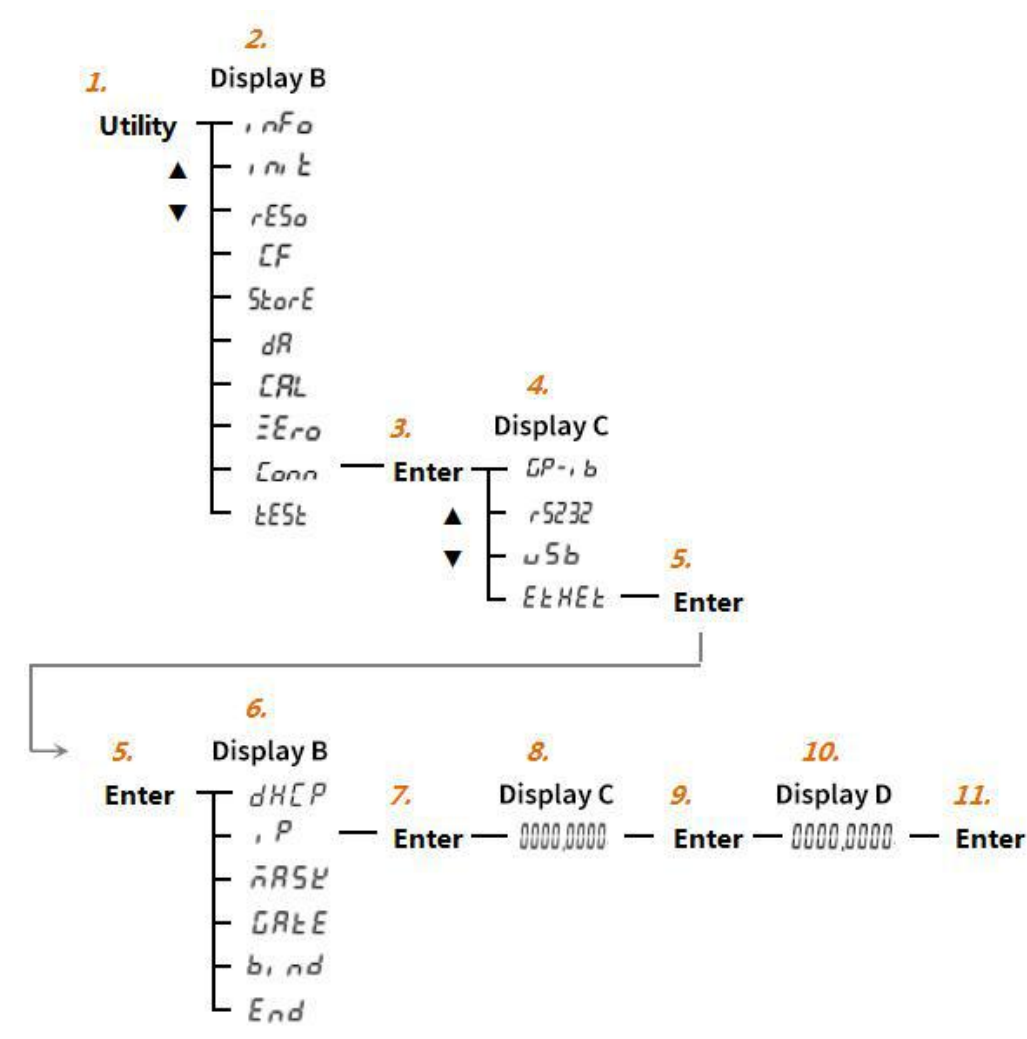 1.
2.
Display B
Utility
inFo
▲
init
▼
rESo
CF
StorE
dA
CAL
ZEro
3.
4.
Display C
Conn
Enter
GP-ib
tESt
▲
rS232
▼
uSb
5.
EtHEt
Enter
5.
6.
Display B
Enter
dHCP
7.
8.
Display C
9.
10.
Display D
11.
iP
Enter
0000,0000
Enter
0000,0000
Enter
MASK
GAtE
bind
End